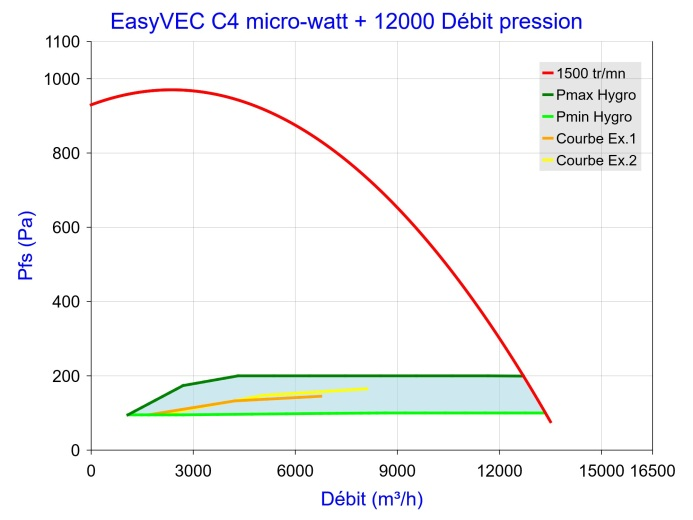 EasyVEC C4 micro-watt + 12000 Débit pression
1100
1000
800
600
400
200
0
Pfs (Pa)
1500 tr/mn
Pmax Hygro
Pmin Hygro
Courbe Ex.1
Courbe Ex.2
0 3000 6000 9000 12000 15000 16500
Débit (m³/h)